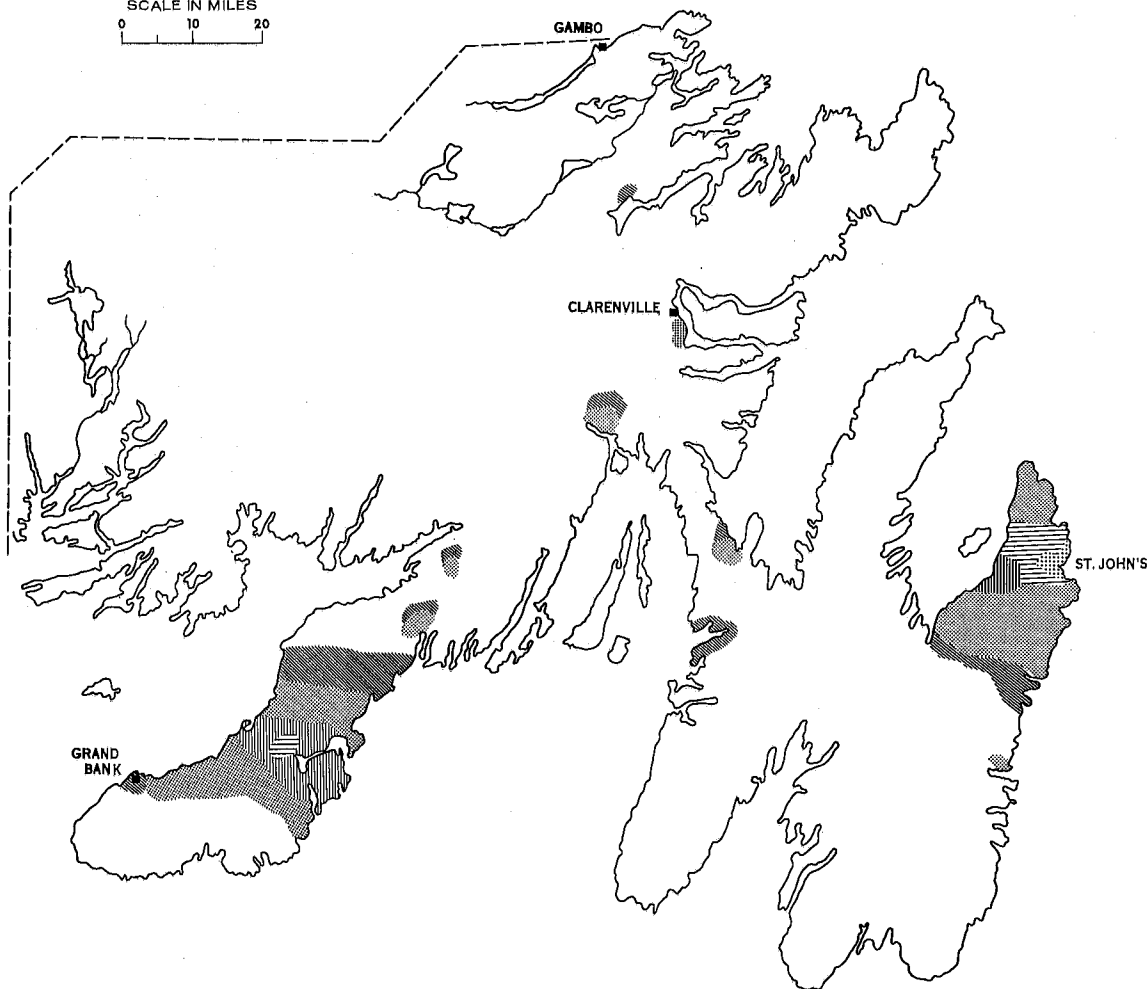 SCALE IN MILES
0 10 20
GAMBO
CLARENVILLE
ST. JOHN'S
GRAND
BANK